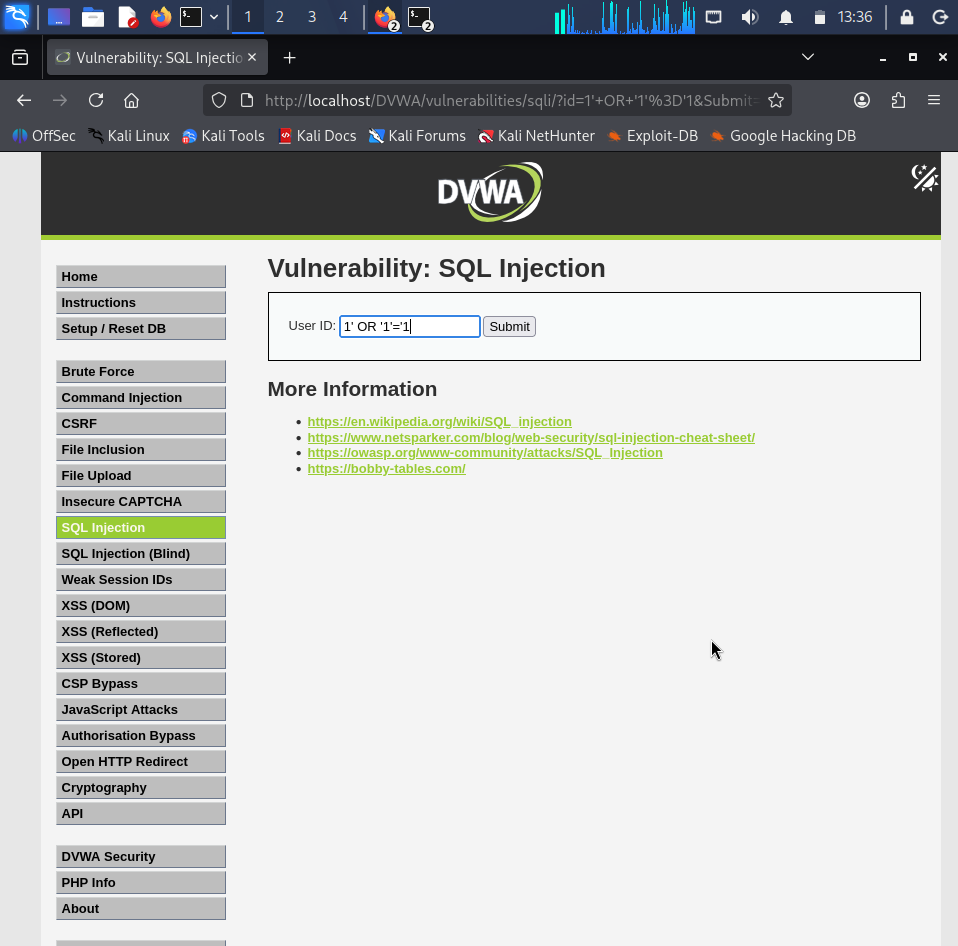 1 2 3 4 2 2 13:36
Vulnerability: SQL Injectio
http://localhost/DVWA/vulnerabilities/sqli/?id=1'+OR+'1'%3D'1&Submit=
OffSec Kali Linux Kali Tools Kali Docs Kali Forums Kali NetHunter Exploit-DB Google Hacking DB
DVWA
Vulnerability: SQL Injection
User ID: 1' OR '1'='1 Submit
More Information
https://en.wikipedia.org/wiki/SQL_injection
https://www.netsparker.com/blog/web-security/sql-injection-cheat-sheet/
https://owasp.org/www-community/attacks/SQL_Injection
https://bobby-tables.com/
Home
Instructions
Setup / Reset DB
Brute Force
Command Injection
CSRF
File Inclusion
File Upload
Insecure CAPTCHA
SQL Injection
SQL Injection (Blind)
Weak Session IDs
XSS (DOM)
XSS (Reflected)
XSS (Stored)
CSP Bypass
JavaScript Attacks
Authorisation Bypass
Open HTTP Redirect
Cryptography
API
DVWA Security
PHP Info
About